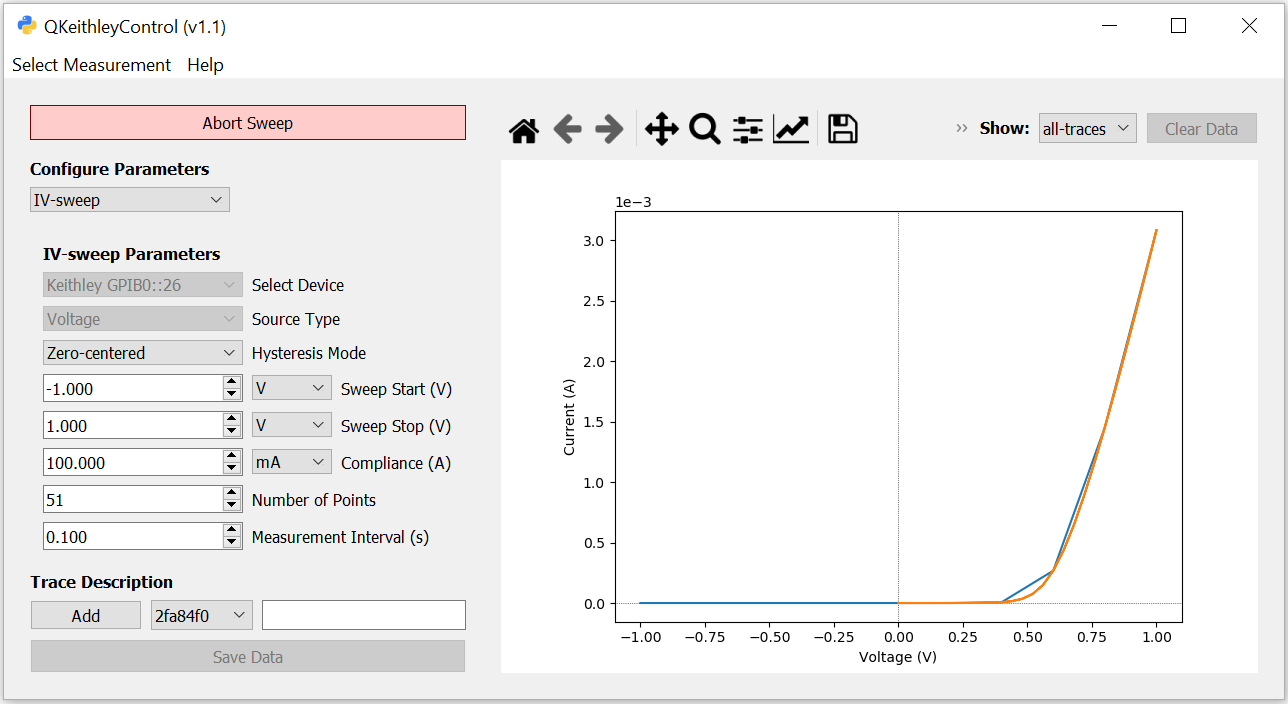 QKeithleyControl (v1.1)
Select Measurement Help
Abort Sweep
Configure Parameters
IV-sweep
IV-sweep Parameters
Keithley GPIB0::26 Select Device
Voltage Source Type
Zero-centered Hysteresis Mode
-1.000 V Sweep Start (V)
1.000 V Sweep Stop (V)
100.000 mA Compliance (A)
51 Number of Points
0.100 Measurement Interval (s)
Trace Description
Add 2fa84f0
Save Data
» Show: all-traces Clear Data
1e−3
3.0
2.5
2.0
1.5
1.0
0.5
0.0
Current (A)
−1.00 −0.75 −0.50 −0.25 0.00 0.25 0.50 0.75 1.00
Voltage (V)